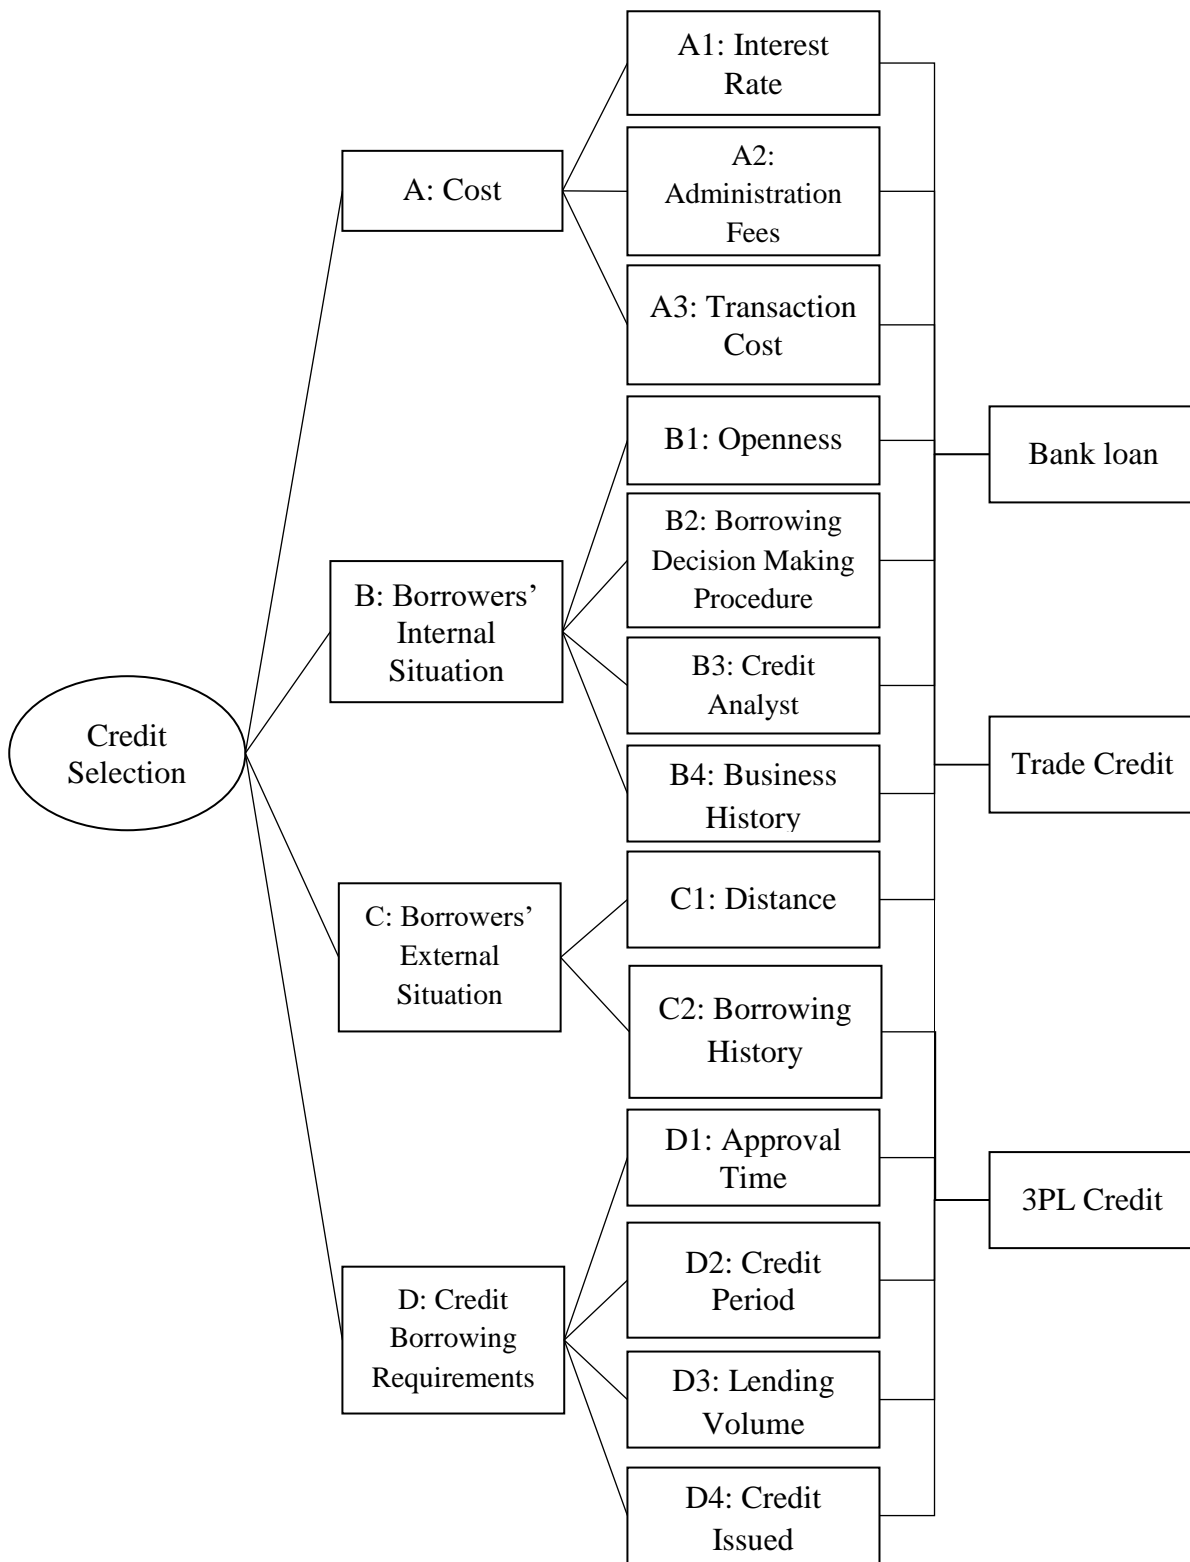 Credit
Selection
A: Cost
B: Borrowers’
Internal
Situation
C: Borrowers’
External
Situation
D: Credit
Borrowing
Requirements
A1: Interest
Rate
A2:
Administration
Fees
A3: Transaction
Cost
B1: Openness
B2: Borrowing
Decision Making
Procedure
B3: Credit
Analyst
B4: Business
History
C1: Distance
C2: Borrowing
History
D1: Approval
Time
D2: Credit
Period
D3: Lending
Volume
D4: Credit
Issued
Bank loan
Trade Credit
3PL Credit